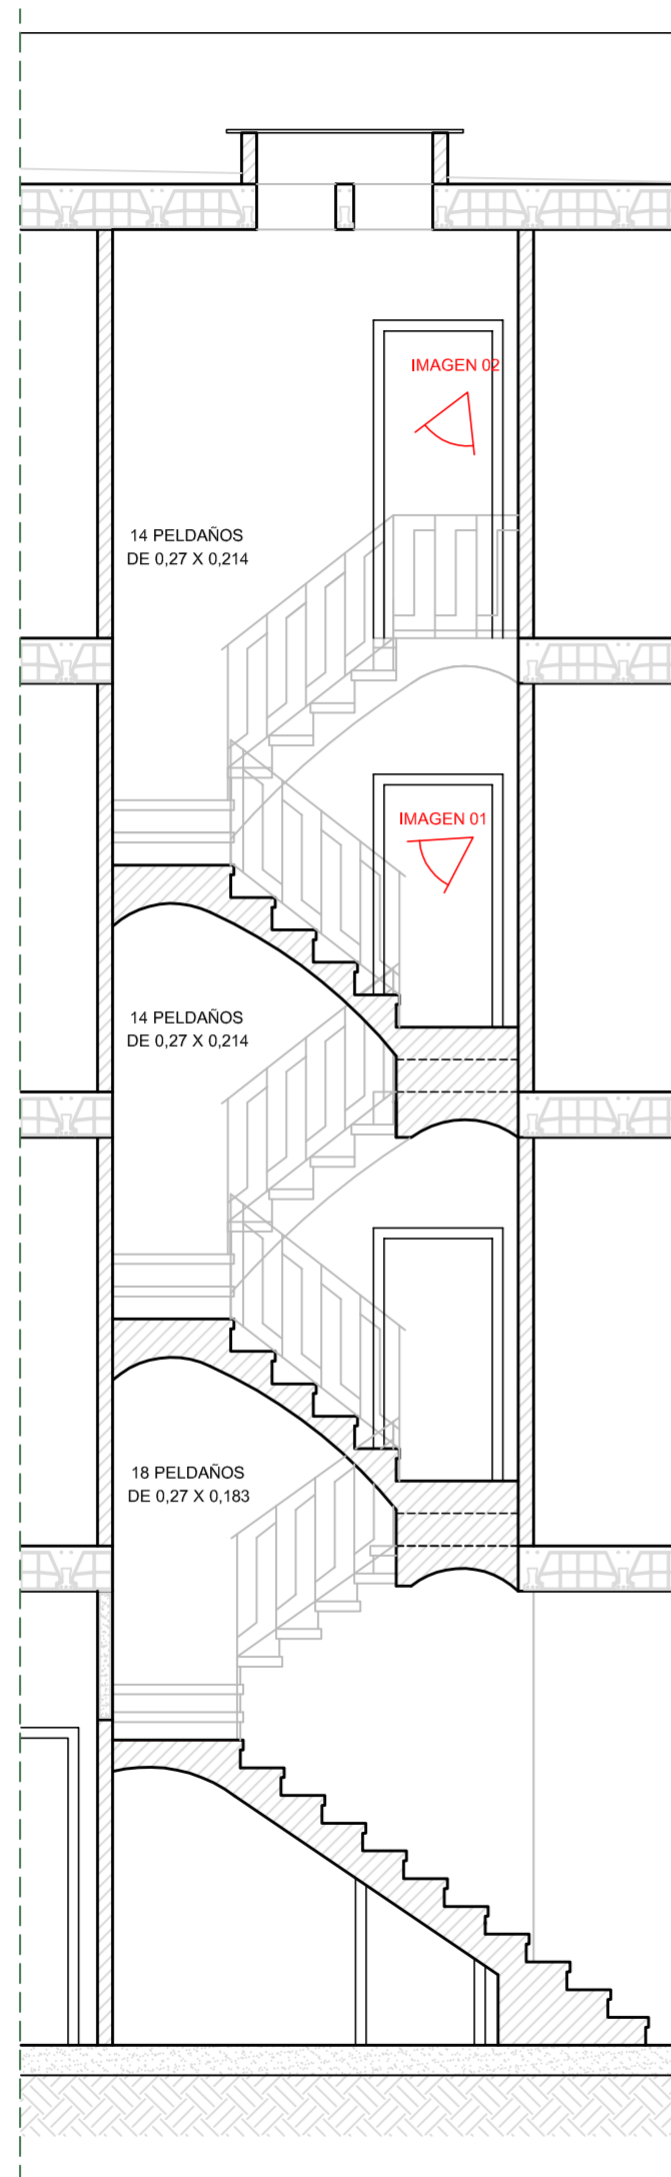 IMAGEN 02
14 PELDAÑOS
DE 0,27 X 0,214
IMAGEN 01
14 PELDAÑOS
DE 0,27 X 0,214
18 PELDAÑOS
DE 0,27 X 0,183